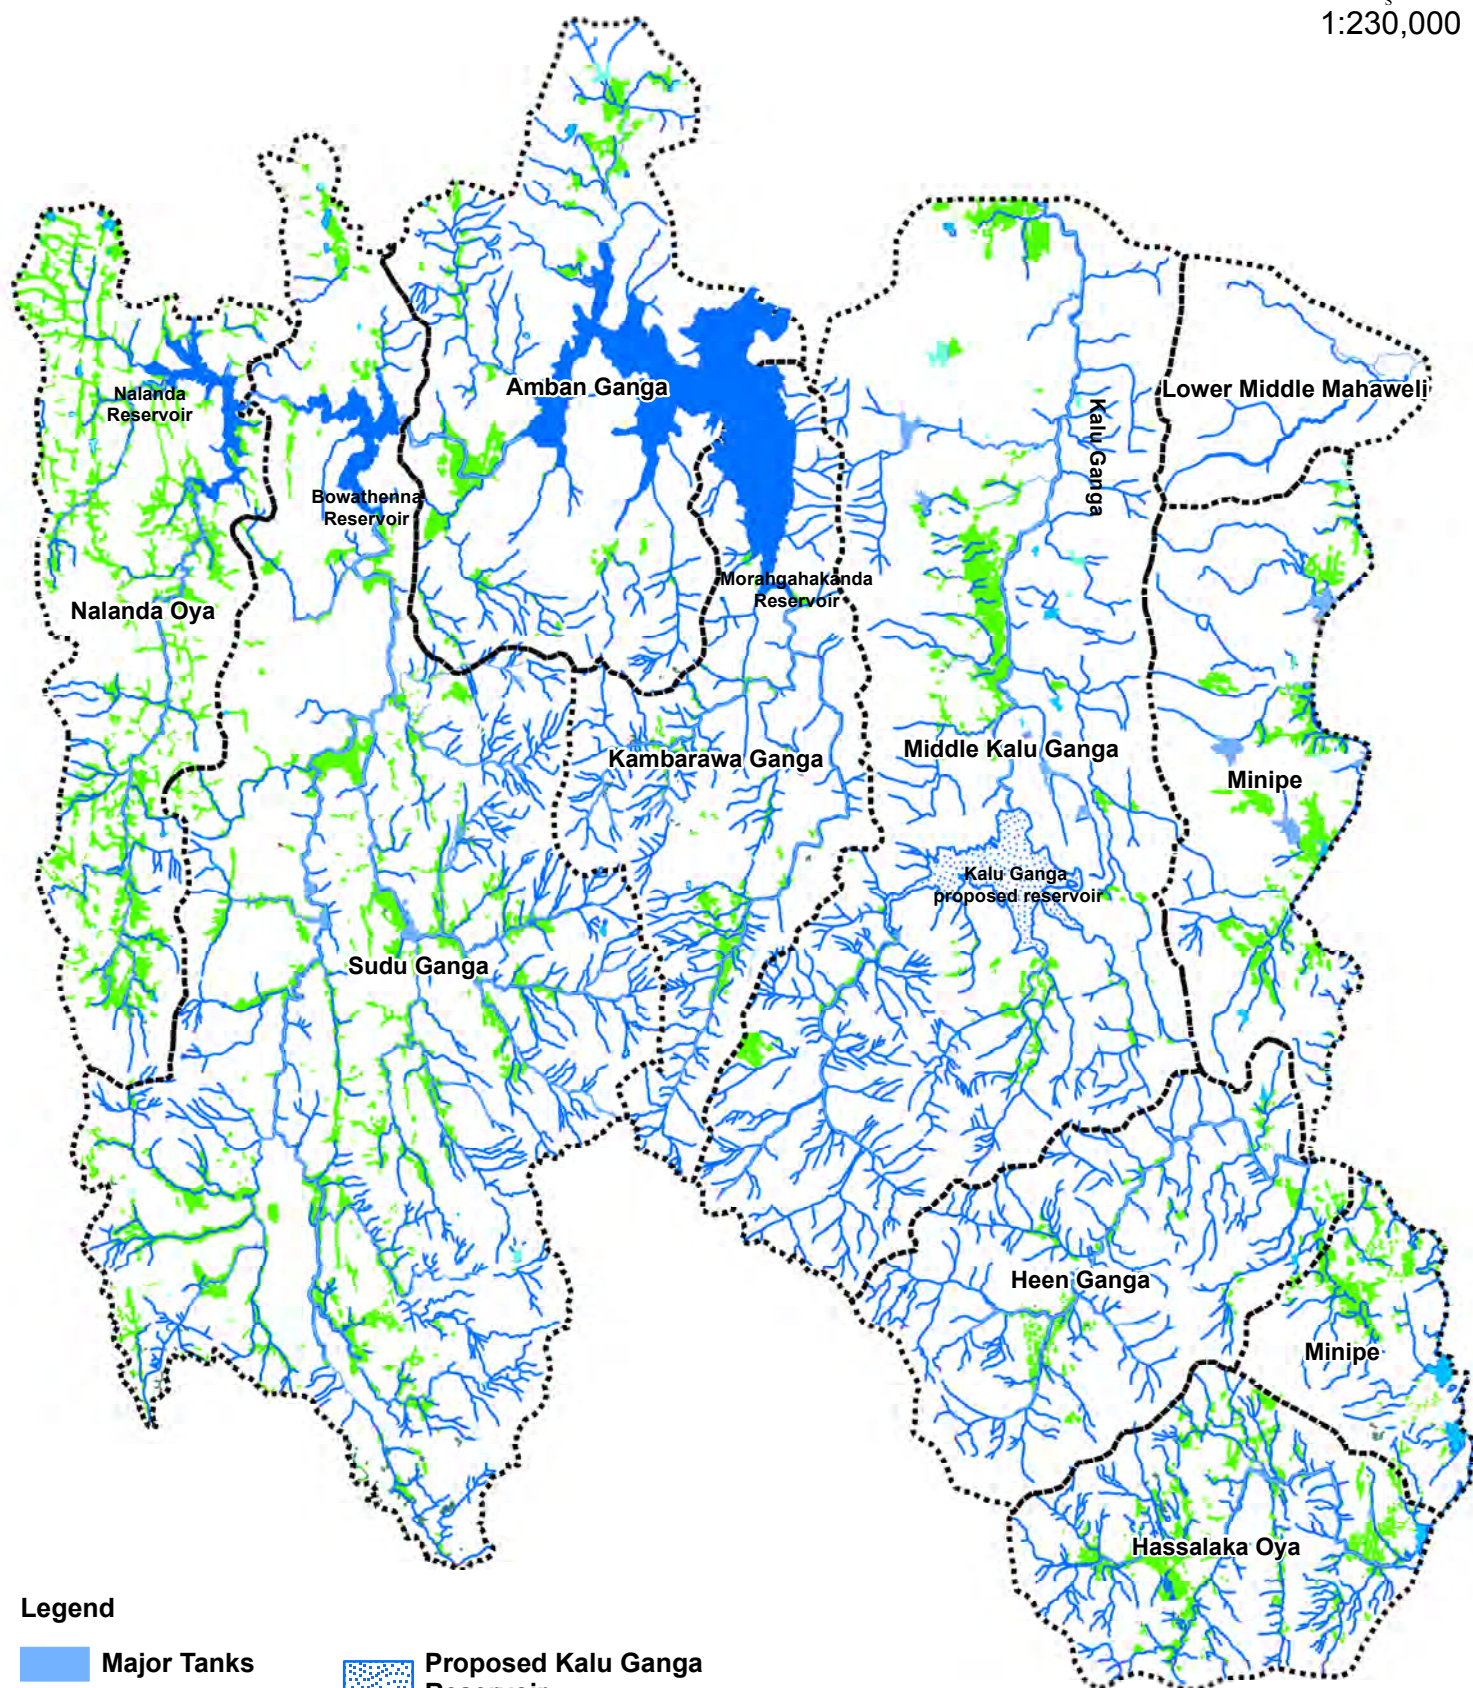 S
1:230,000
Nalanda
Reservoir
Amban Ganga
Lower Middle Mahaweli
Kalu Ganga
Bowathenna
Reservoir
Morahgahakanda
Reservoir
Nalanda Oya
Kambarawa Ganga
Middle Kalu Ganga
Minipe
Kalu Ganga
proposed reservoir
Sudu Ganga
Heen Ganga
Minipe
Hassalaka Oya
Legend
Major Tanks
Proposed Kalu Ganga
Reservoir